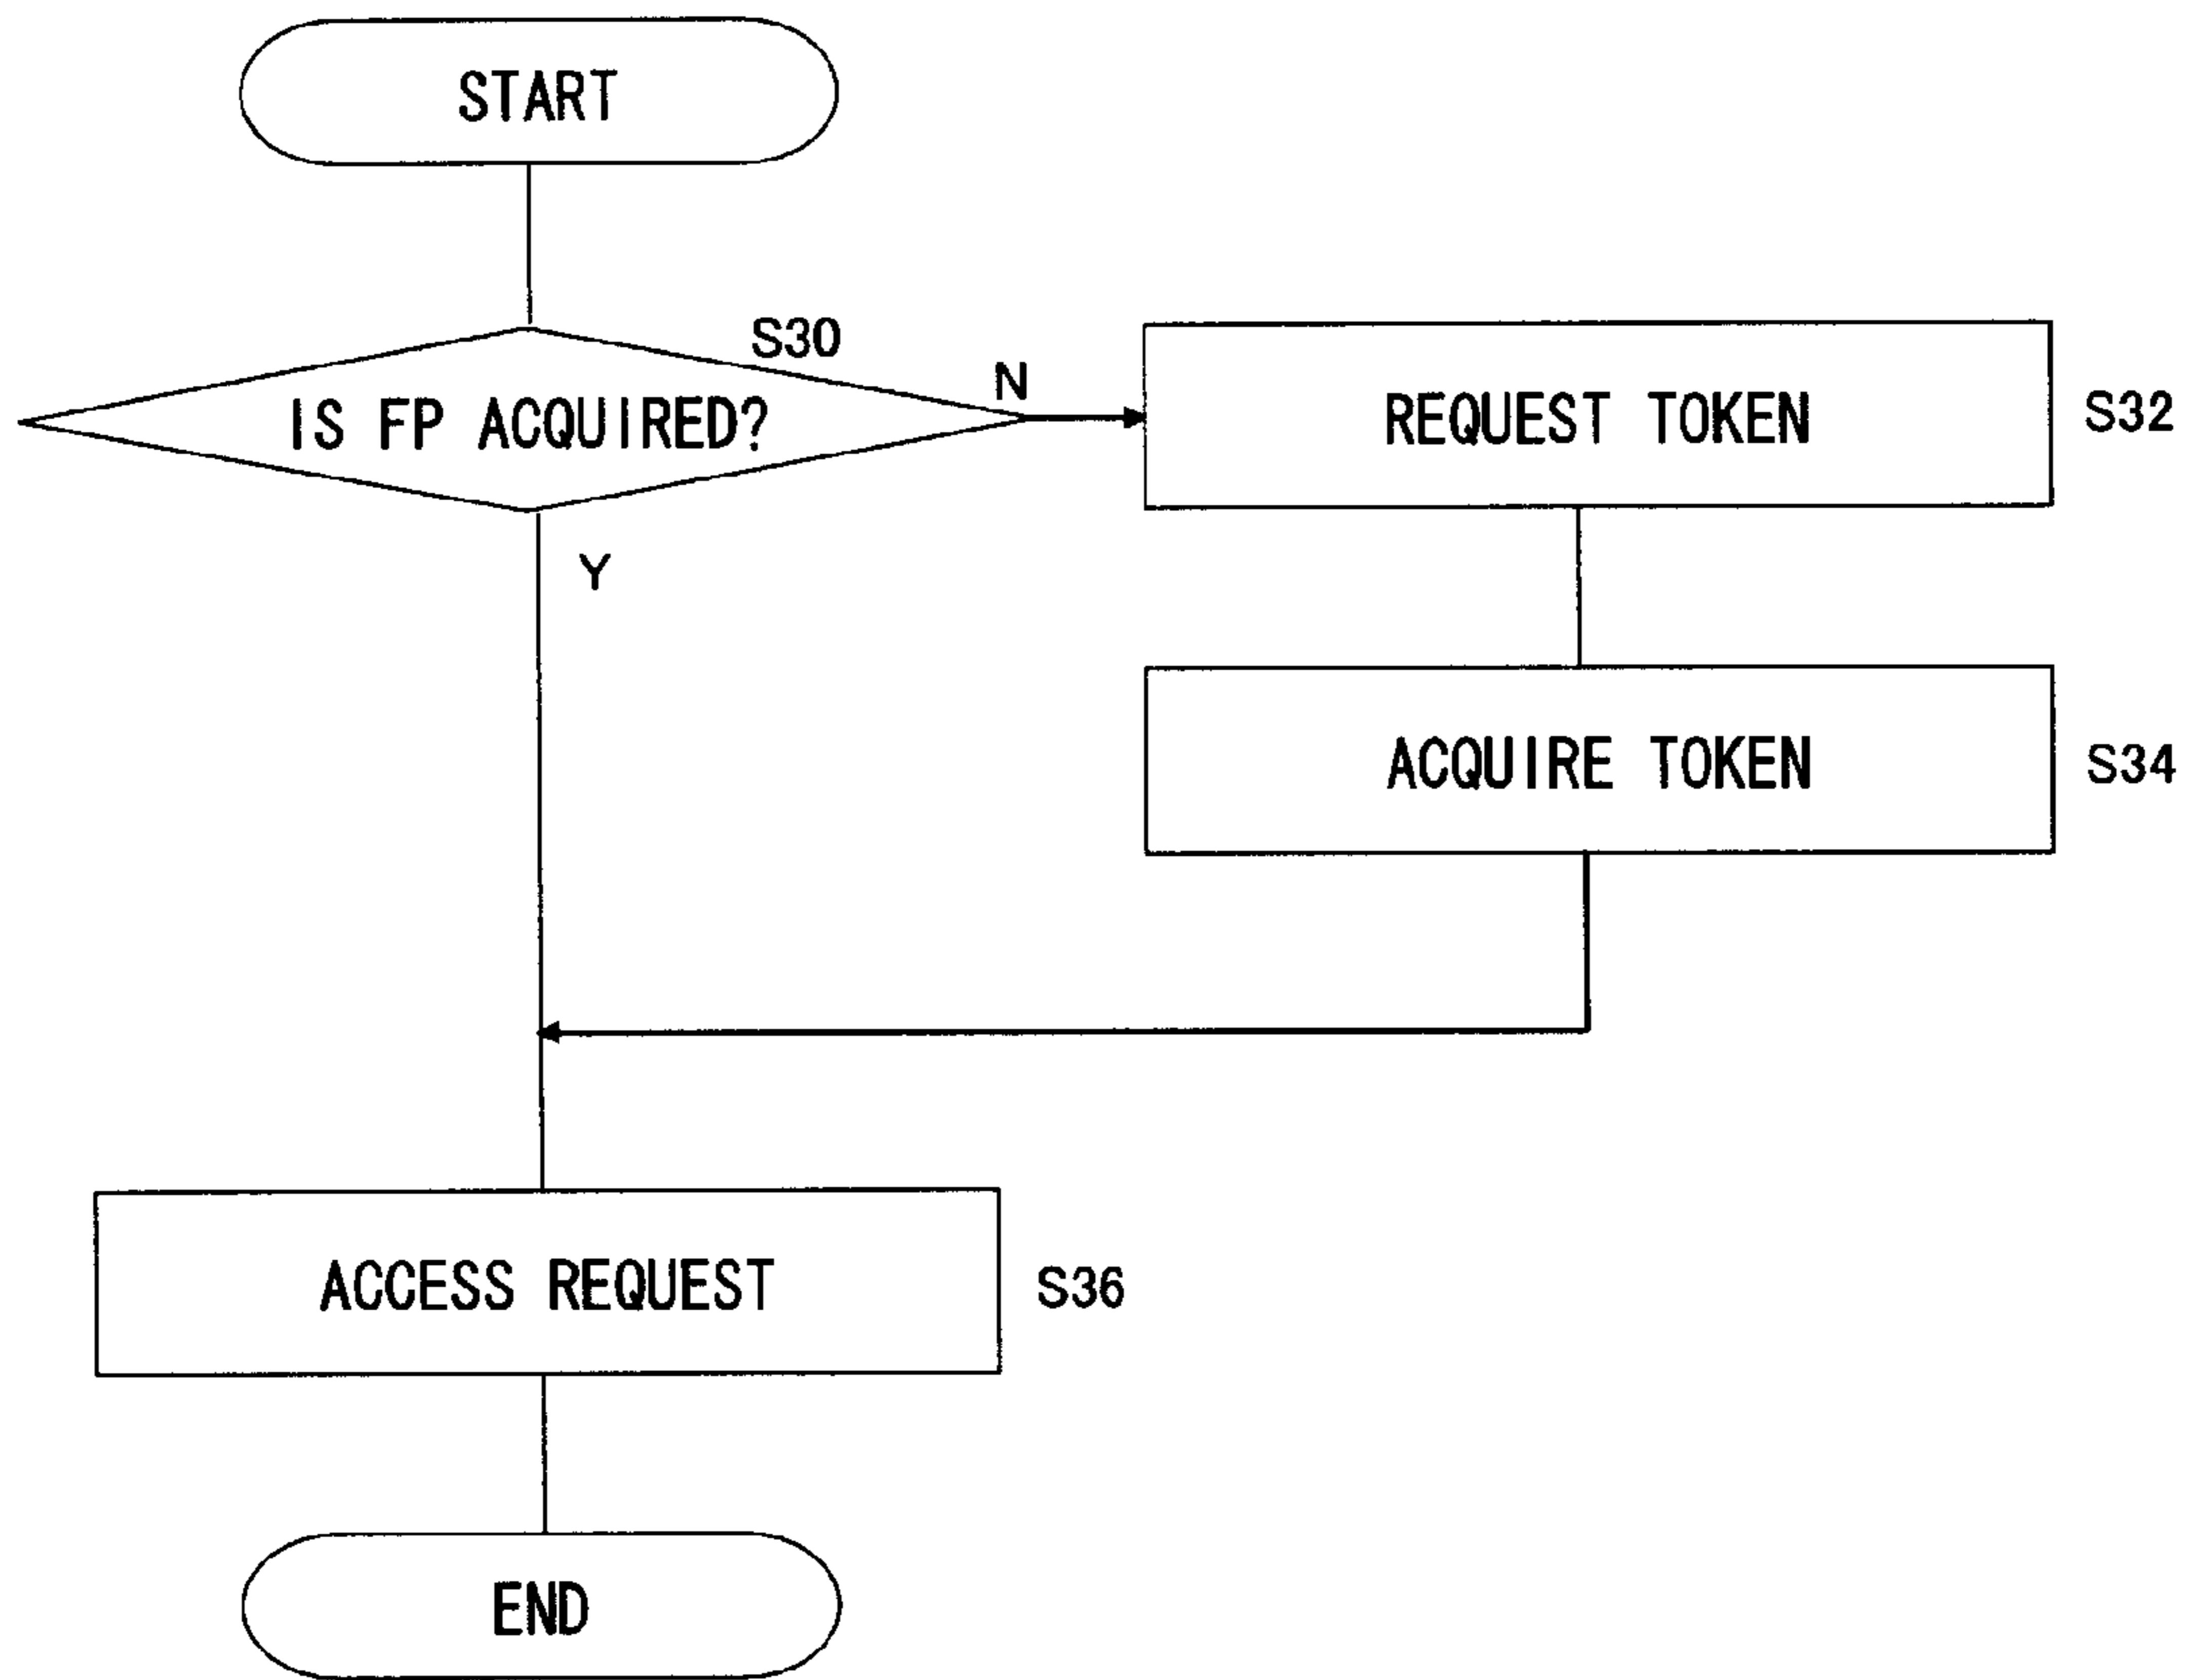 START
S30
IS FP ACQUIRED?
N
REQUEST TOKEN
S32
Y
ACQUIRE TOKEN
S34
ACCESS REQUEST
S36
END